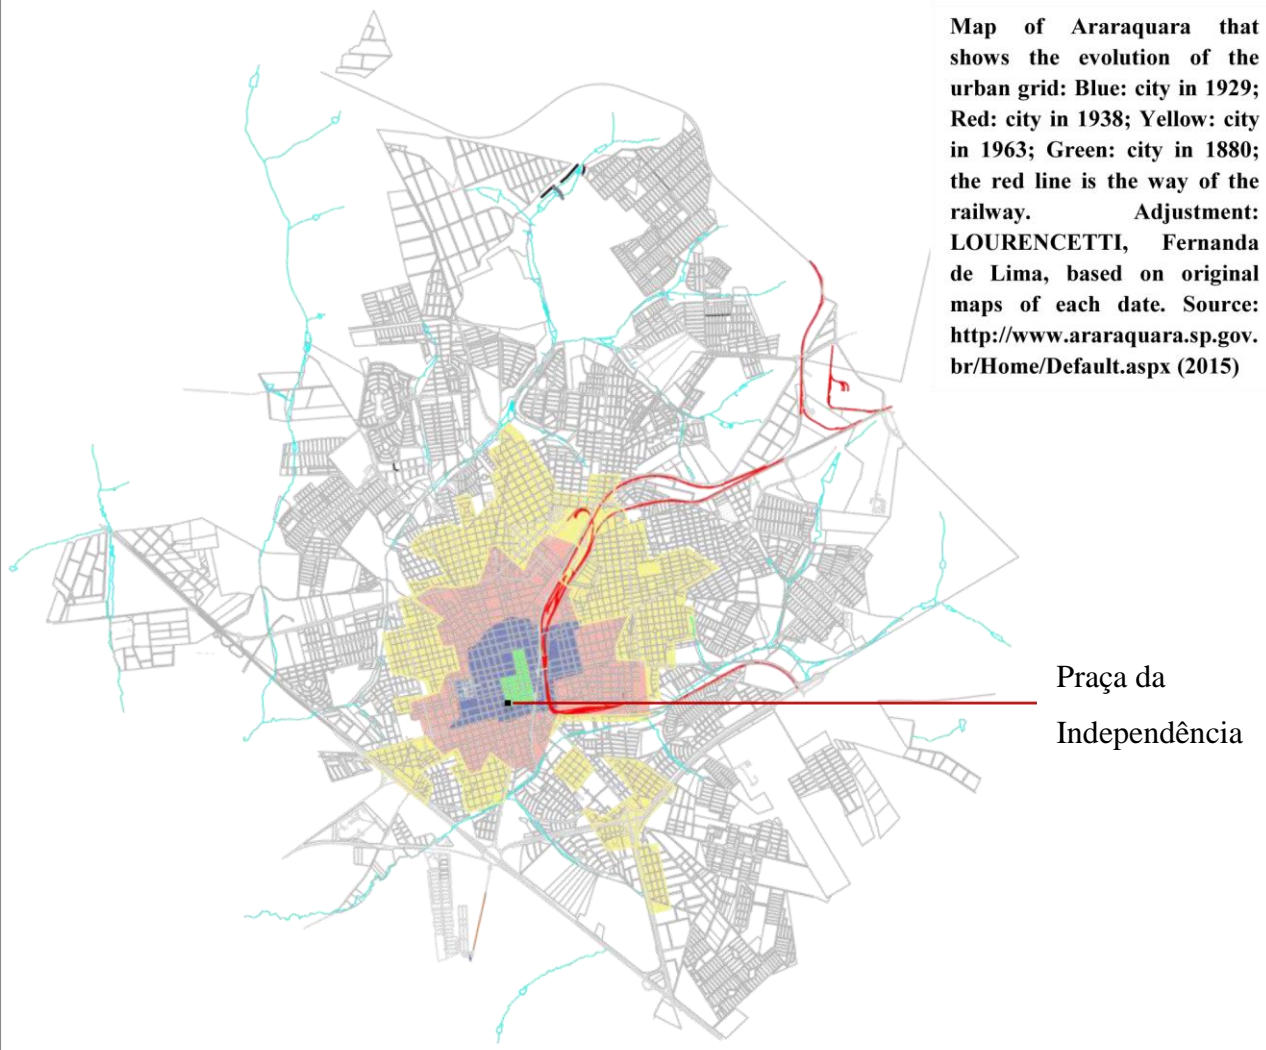 Map of Araraquara that
shows the evolution of the
urban grid: Blue: city in 1929;
Red: city in 1938; Yellow: city
in 1963; Green: city in 1880;
the red line is the way of the
railway. Adjustment:
LOURENCETTI, Fernanda
de Lima, based on original
maps of each date. Source:
http://www.araraquara.sp.gov.
br/Home/Default.aspx (2015)
Praça da
Independência